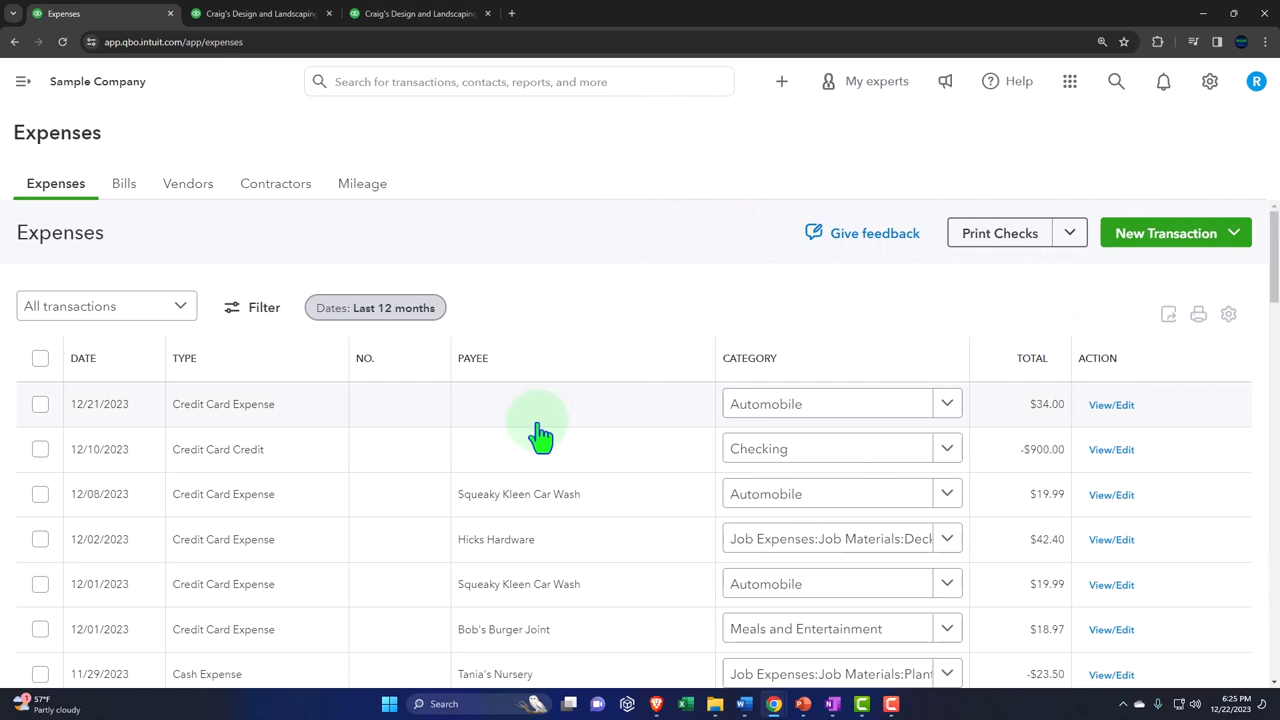 Expenses
Craig's Design and Landscaping
Craig's Design and Landscaping
app.qbo.intuit.com/app/expenses
Sample Company
Search for transactions, contacts, reports, and more
My experts
Help
R
Expenses
Expenses Bills Vendors Contractors Mileage
Expenses
Give feedback
Print Checks
New Transaction
All transactions
Filter
Dates: Last 12 months
DATE TYPE NO. PAYEE CATEGORY TOTAL ACTION
12/21/2023 Credit Card Expense Automobile $34.00 View/Edit
12/10/2023 Credit Card Credit Checking -$900.00 View/Edit
12/08/2023 Credit Card Expense Squeaky Kleen Car Wash Automobile $19.99 View/Edit
12/02/2023 Credit Card Expense Hicks Hardware Job Expenses:Job Materials:Deck $42.40 View/Edit
12/01/2023 Credit Card Expense Squeaky Kleen Car Wash Automobile $19.99 View/Edit
12/01/2023 Credit Card Expense Bob's Burger Joint Meals and Entertainment $18.97 View/Edit
11/29/2023 Cash Expense Tania's Nursery Job Expenses:Job Materials:Plant -$23.50 View/Edit
1
57°F
Partly cloudy
Search
6:25 PM
12/22/2023